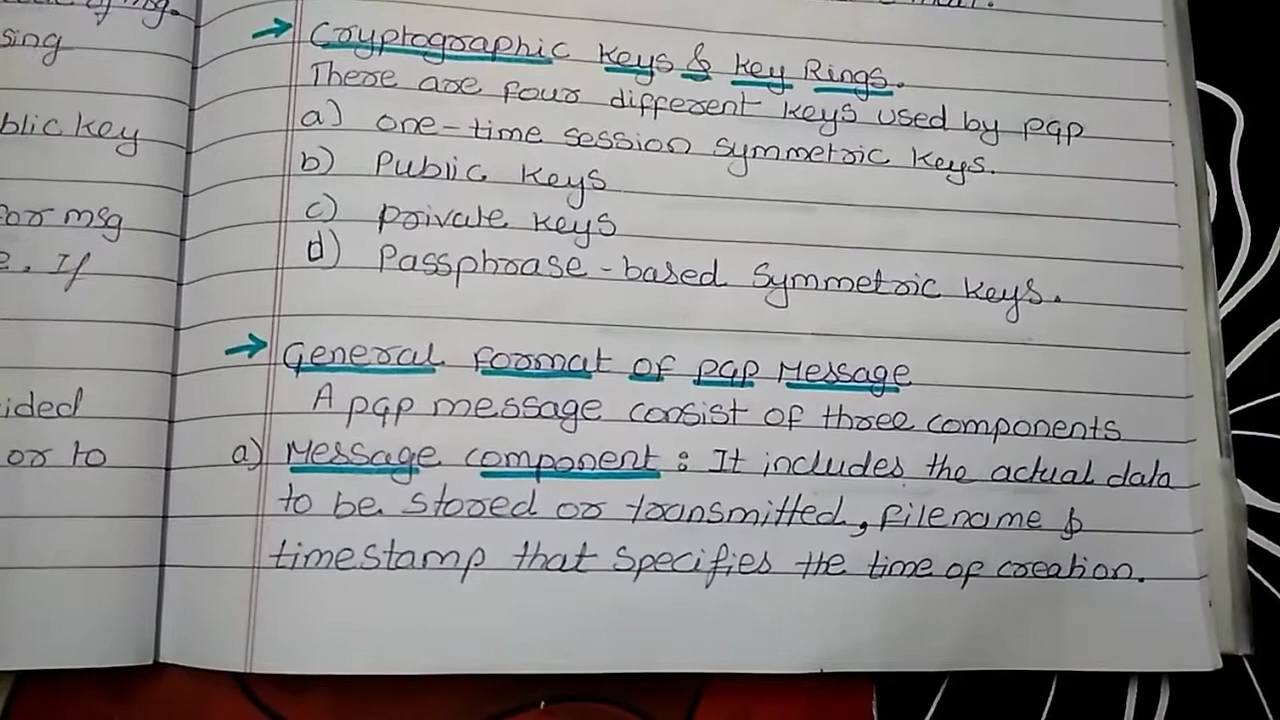 sing
blic key
for msg
e. If
ided
or to
→ Cryptographic Keys & Key Rings.
There are four different keys used by PGP
a) one-time session symmetric keys.
b) Public keys
c) private keys
d) Passphrase-based symmetric keys.
→ General format of PGP Message
A pgp message consist of three components
a) Message component : It includes the actual data
to be stored or transmitted, filename &
timestamp that specifies the time of creation.